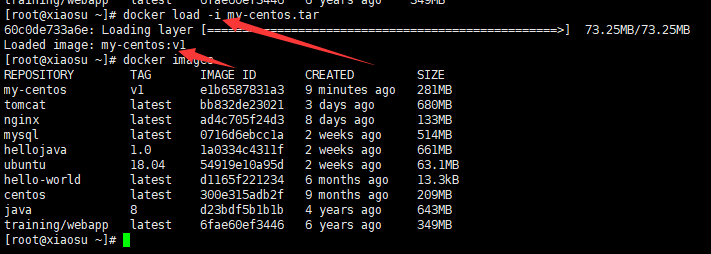 training/webapp latest 6fae60ef3446 6 years ago 349MB
[root@xiaosu ~]# docker load -i my-centos.tar
60c0de733a6e: Loading layer [==================================================>] 73.25MB/73.25MB
Loaded image: my-centos:v1
[root@xiaosu ~]# docker images
REPOSITORY TAG IMAGE ID CREATED SIZE
my-centos v1 e1b6587831a3 9 minutes ago 281MB
tomcat latest bb832de23021 3 days ago 680MB
nginx latest ad4c705f24d3 8 days ago 133MB
mysql latest 0716d6ebcc1a 2 weeks ago 514MB
hellojava 1.0 1a0334c4311f 2 weeks ago 661MB
ubuntu 18.04 54919e10a95d 2 weeks ago 63.1MB
hello-world latest d1165f221234 6 months ago 13.3kB
centos latest 300e315adb2f 9 months ago 209MB
java 8 d23bdf5b1b1b 4 years ago 643MB
training/webapp latest 6fae60ef3446 6 years ago 349MB
[root@xiaosu ~]#